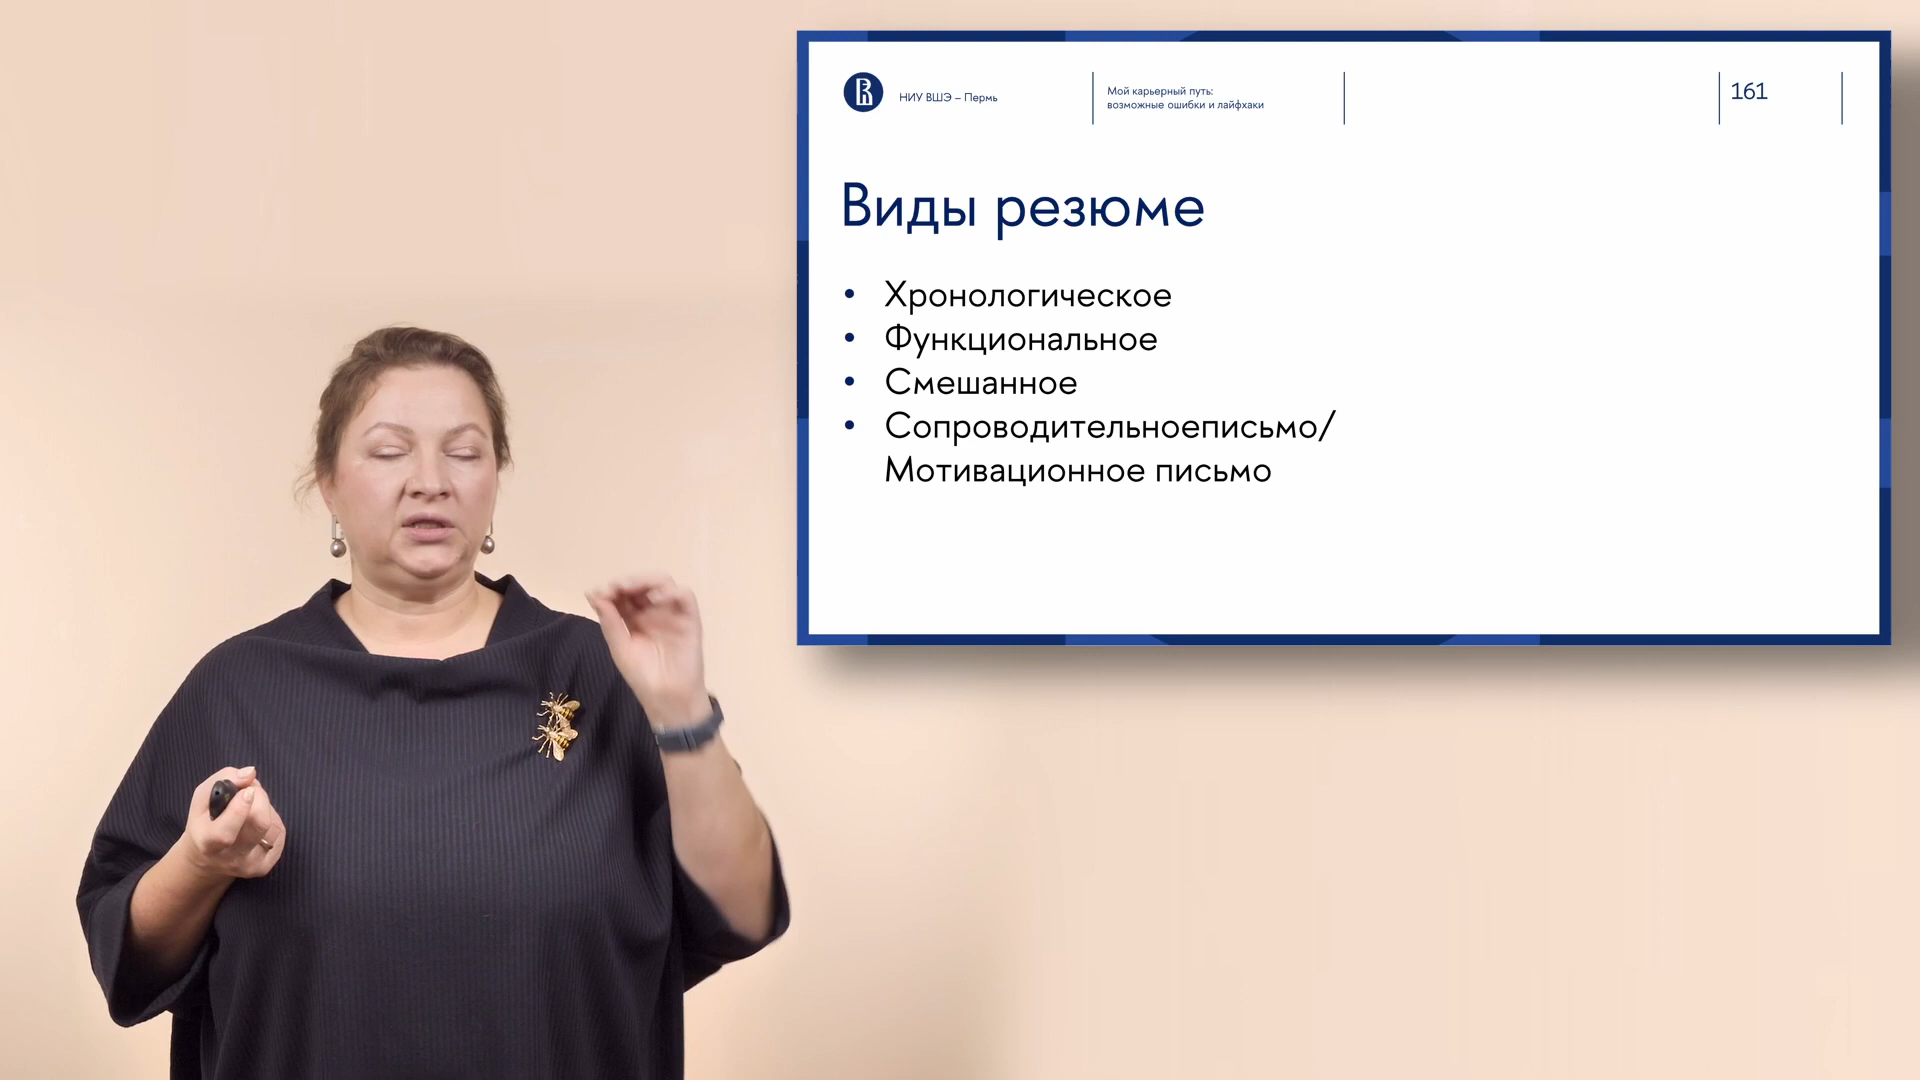 НИУ ВШЭ – Пермь
Мой карьерный путь:
возможные ошибки и лайфхаки
161
Виды резюме
• Хронологическое
• Функциональное
• Смешанное
• Сопроводительноеписьмо/
Мотивационное письмо